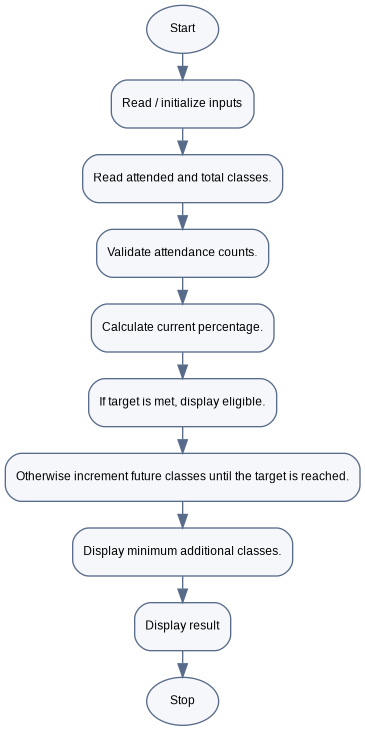 Start
Read / initialize inputs
Read attended and total classes.
Validate attendance counts.
Calculate current percentage.
If target is met, display eligible.
Otherwise increment future classes until the target is reached.
Display minimum additional classes.
Display result
Stop